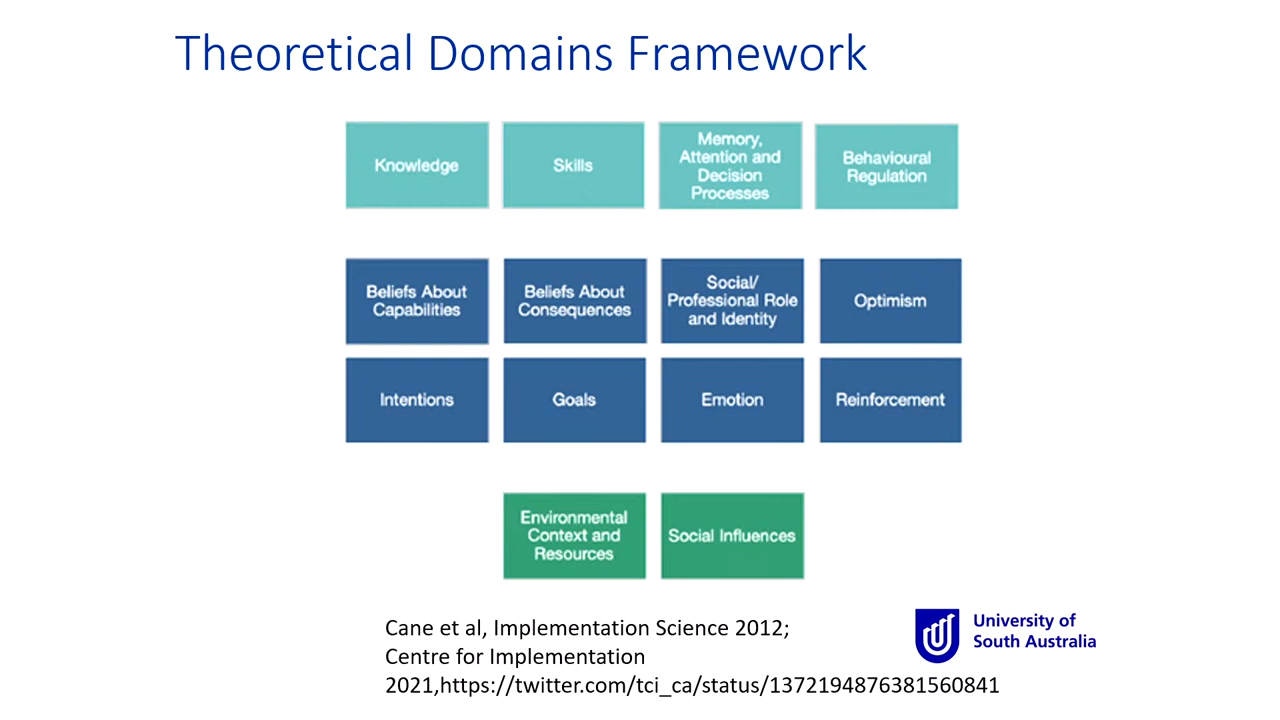 Theoretical Domains Framework
Knowledge
Skills
Memory,
Attention and
Decision
Processes
Behavioural
Regulation
Beliefs About
Capabilities
Beliefs About
Consequences
Social/
Professional Role
and Identity
Optimism
Intentions
Goals
Emotion
Reinforcement
Environmental
Context and
Resources
Social Influences
Cane et al, Implementation Science 2012;
Centre for Implementation
2021,https://twitter.com/tci_ca/status/1372194876381560841
University of
South Australia